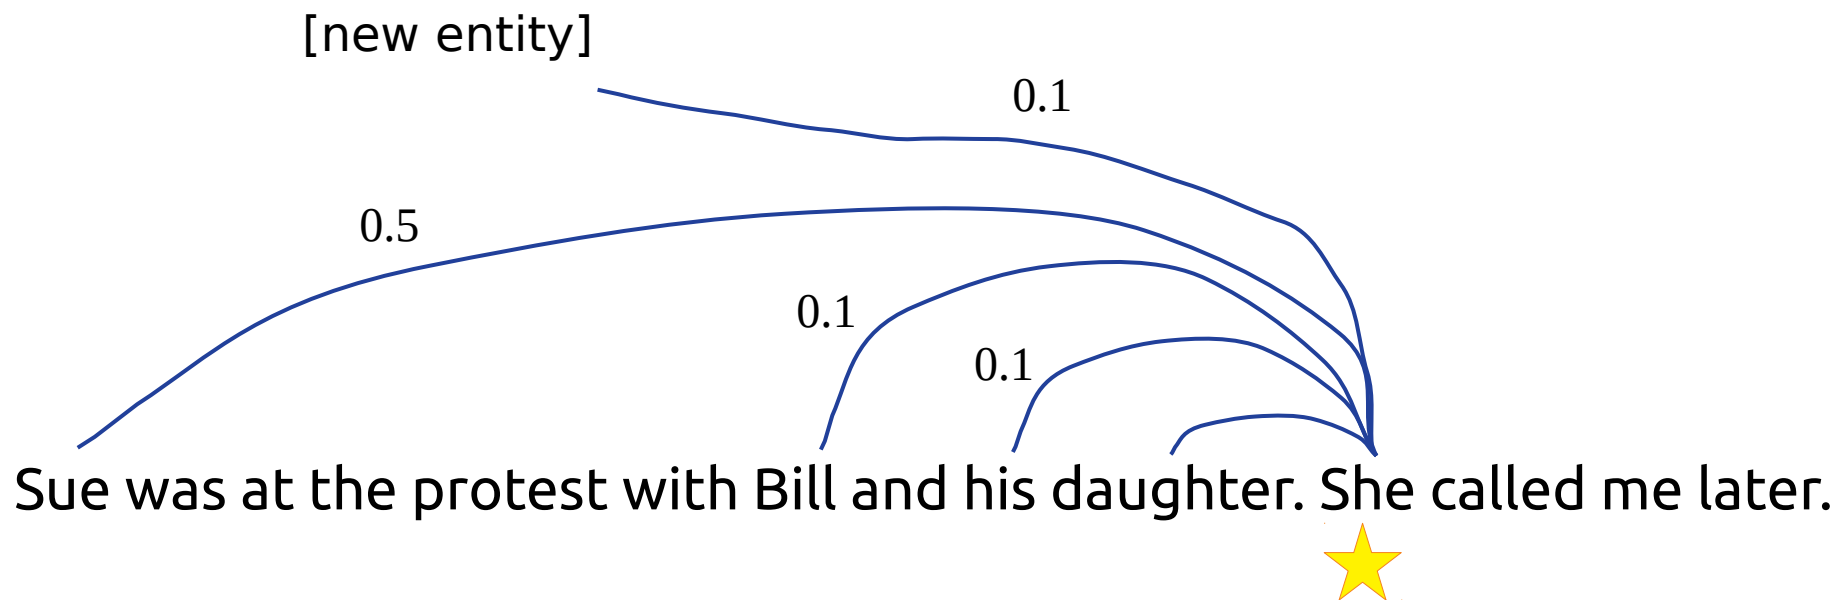 [new entity]
0.1
0.5
0.1
0.1
Sue was at the protest with Bill and his daughter. She called me later.